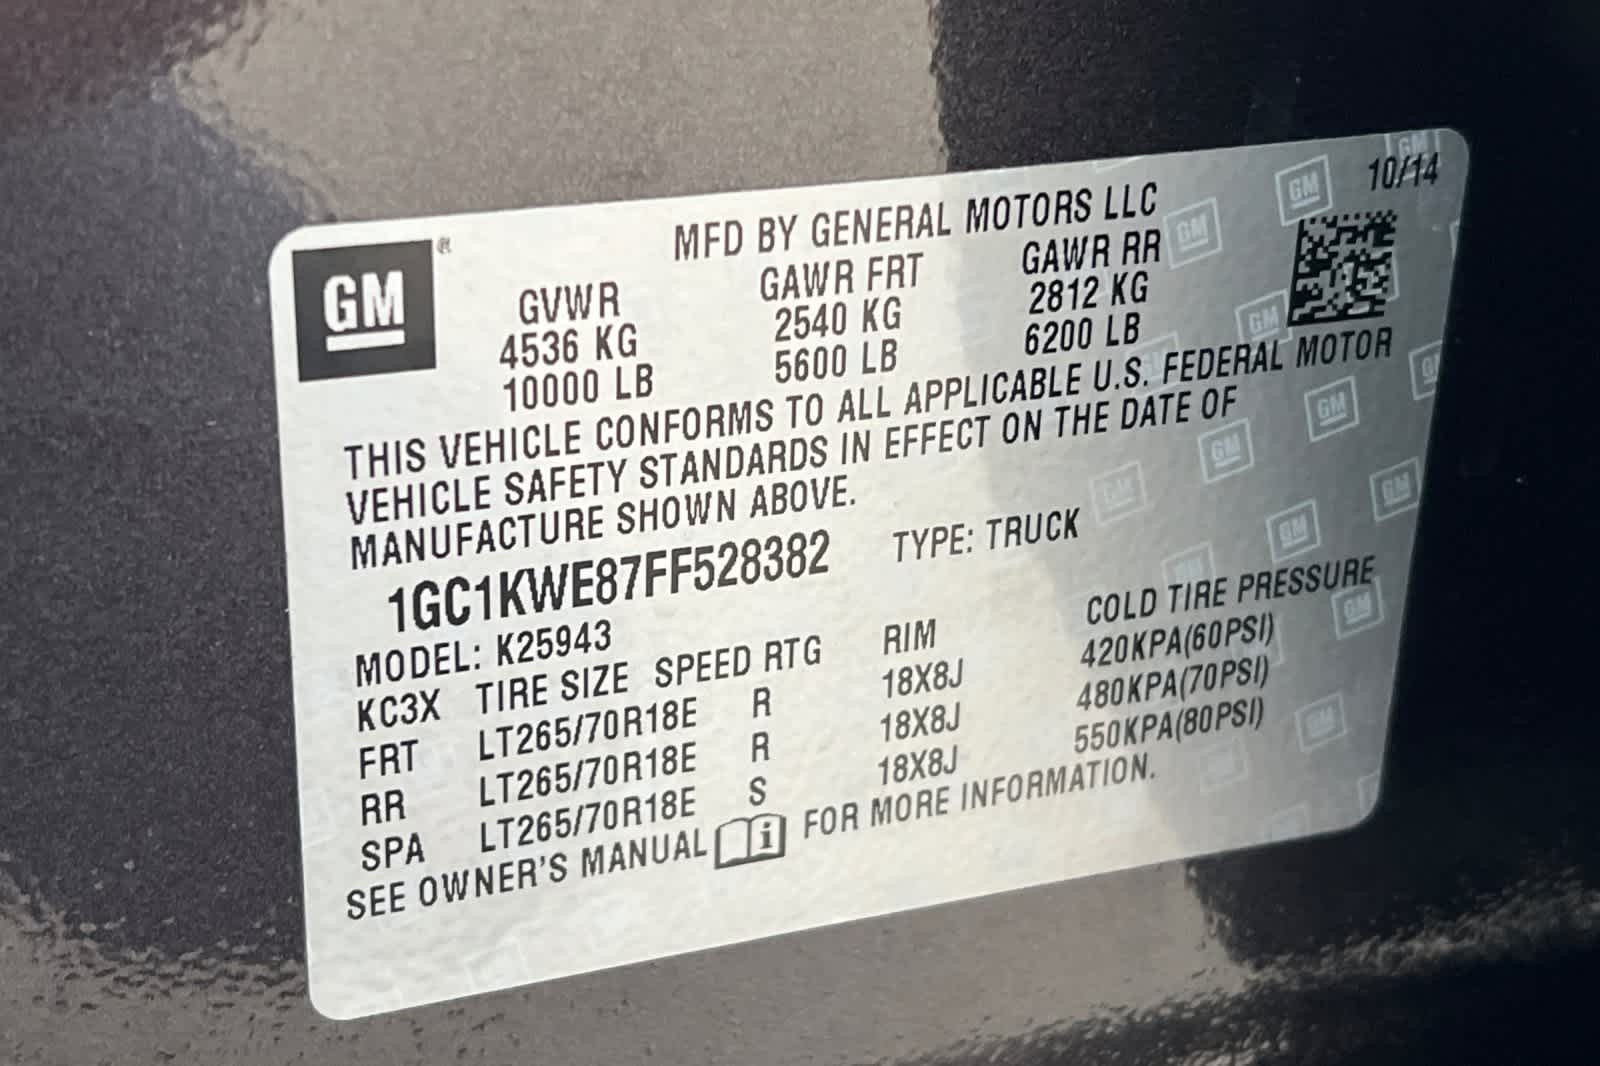 10/14
GM ®
MFD BY GENERAL MOTORS LLC
GVWR GAWR FRT GAWR RR
4536 KG 2540 KG 2812 KG
10000 LB 5600 LB 6200 LB
THIS VEHICLE CONFORMS TO ALL APPLICABLE U.S. FEDERAL MOTOR
VEHICLE SAFETY STANDARDS IN EFFECT ON THE DATE OF
MANUFACTURE SHOWN ABOVE.
1GC1KWE87FF528382 TYPE: TRUCK
MODEL: K25943
KC3X TIRE SIZE SPEED RTG RIM COLD TIRE PRESSURE
FRT LT265/70R18E R 18X8J 420KPA(60PSI)
RR LT265/70R18E R 18X8J 480KPA(70PSI)
SPA LT265/70R18E S 18X8J 550KPA(80PSI)
SEE OWNER'S MANUAL i FOR MORE INFORMATION.